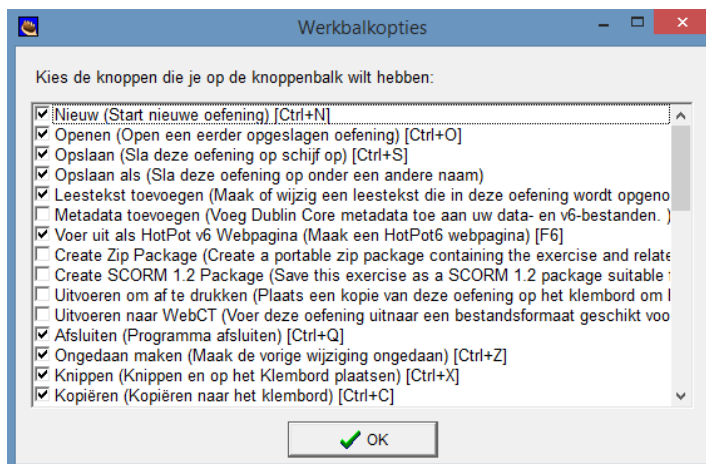 Werkbalkopties
Kies de knoppen die je op de knoppenbalk wilt hebben:
Nieuw (Start nieuwe oefening) [Ctrl+N]
Openen (Open een eerder opgeslagen oefening) [Ctrl+O]
Opslaan (Sla deze oefening op schijf op) [Ctrl+S]
Opslaan als (Sla deze oefening op onder een andere naam)
Leestekst toevoegen (Maak of wijzig een leestekst die in deze oefening wordt opgeno
Metadata toevoegen (Voeg Dublin Core metadata toe aan uw data- en v6-bestanden. )
Voer uit als HotPot v6 Webpagina (Maak een HotPot6 webpagina) [F6]
Create Zip Package (Create a portable zip package containing the exercise and relate
Create SCORM 1.2 Package (Save this exercise as a SCORM 1.2 package suitable
Uitvoeren om af te drukken (Plaats een kopie van deze oefening op het klembord om
Uitvoeren naar WebCT (Voer deze oefening uitnaar een bestandsformaat geschikt voo
Afsluiten (Programma afsluiten) [Ctrl+Q]
Ongedaan maken (Maak de vorige wijziging ongedaan) [Ctrl+Z]
Knippen (Knippen en op het Klembord plaatsen) [Ctrl+X]
Kopiëren (Kopiëren naar het klembord) [Ctrl+C]
OK